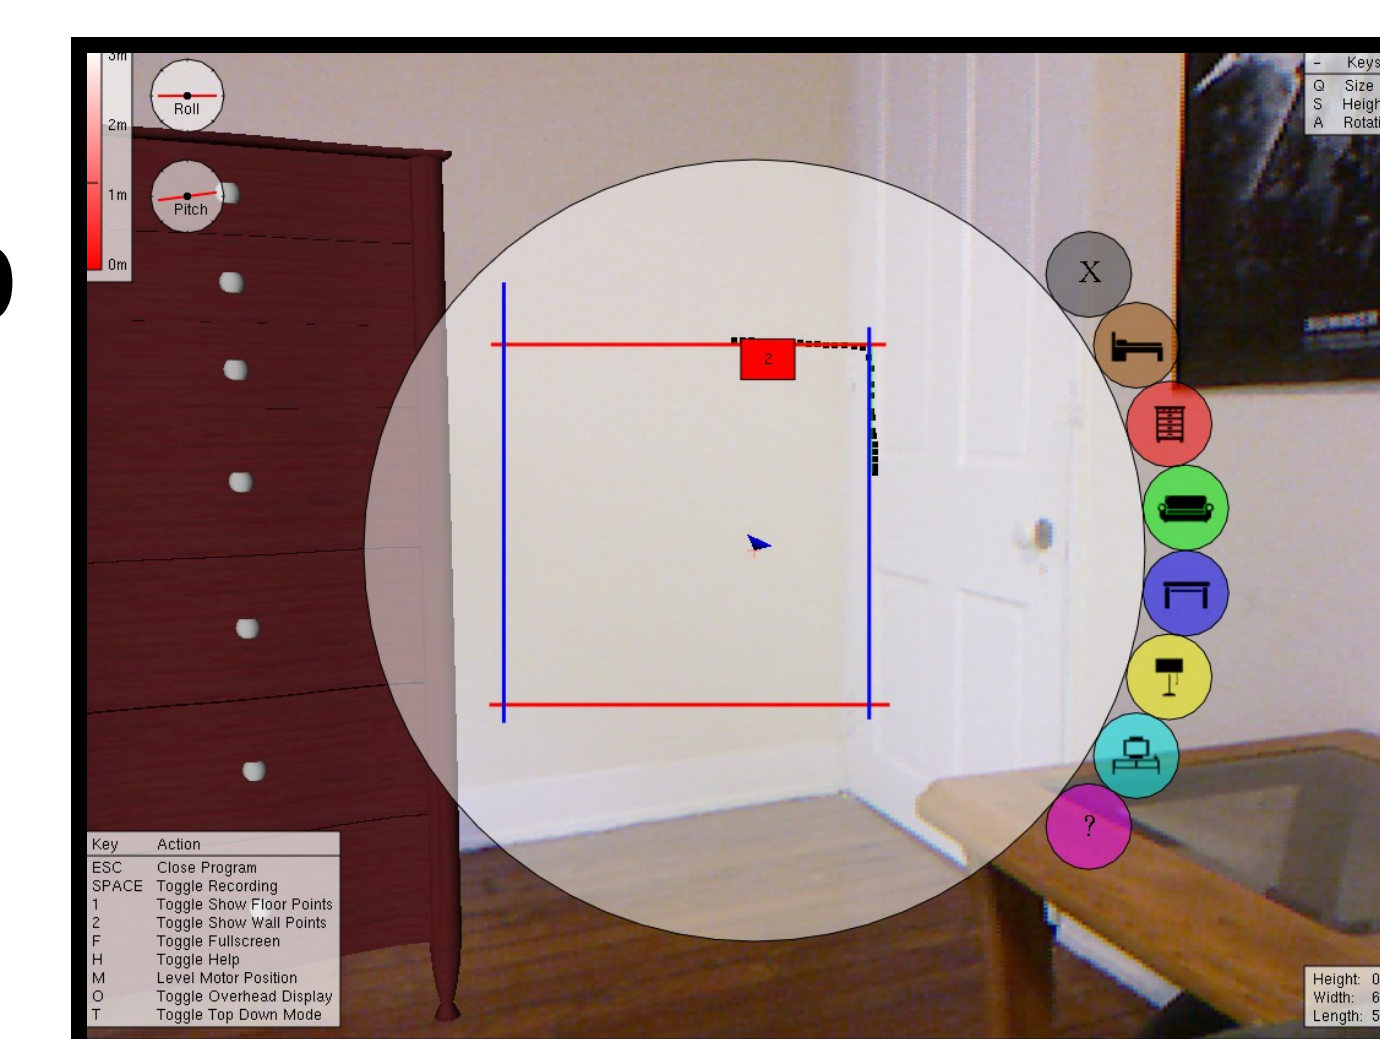 3m
2m
1m
0m
Roll
Pitch
- Keys
Q Size
S
A
X
2
?
Key Action
ESC Close Program
SPACE Toggle Recording
1 Toggle Show Floor Points
2 Toggle Show Wall Points
F Toggle Fullscreen
H Toggle Help
M Level Motor Position
O Toggle Overhead Display
T Toggle Top Down Mode
Height: 0
Width: 6
Length: 5